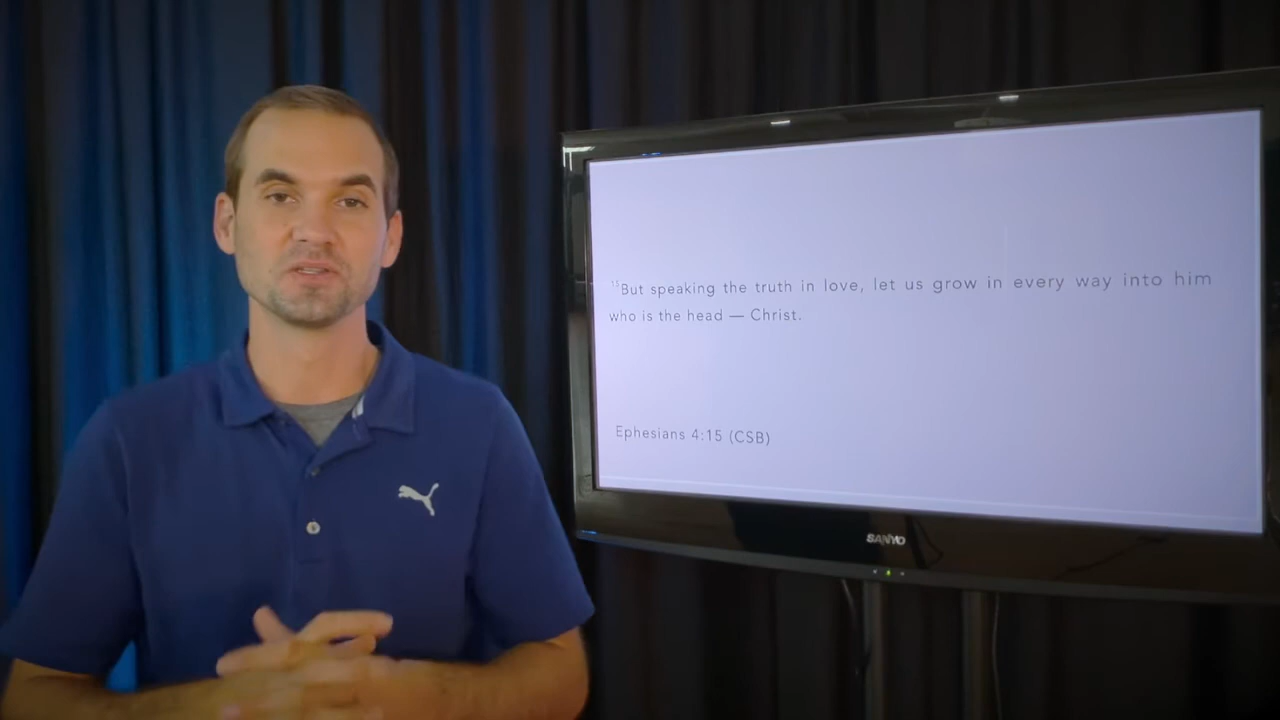 ¹⁵But speaking the truth in love, let us grow in every way into him
who is the head — Christ.
Ephesians 4:15 (CSB)
SANYO